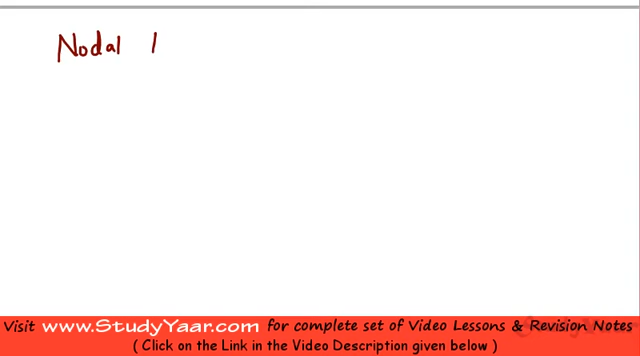 Nodal
Visit www.StudyYaar.com for complete set of Video Lessons & Revision Notes
( Click on the Link in the Video Description given below )